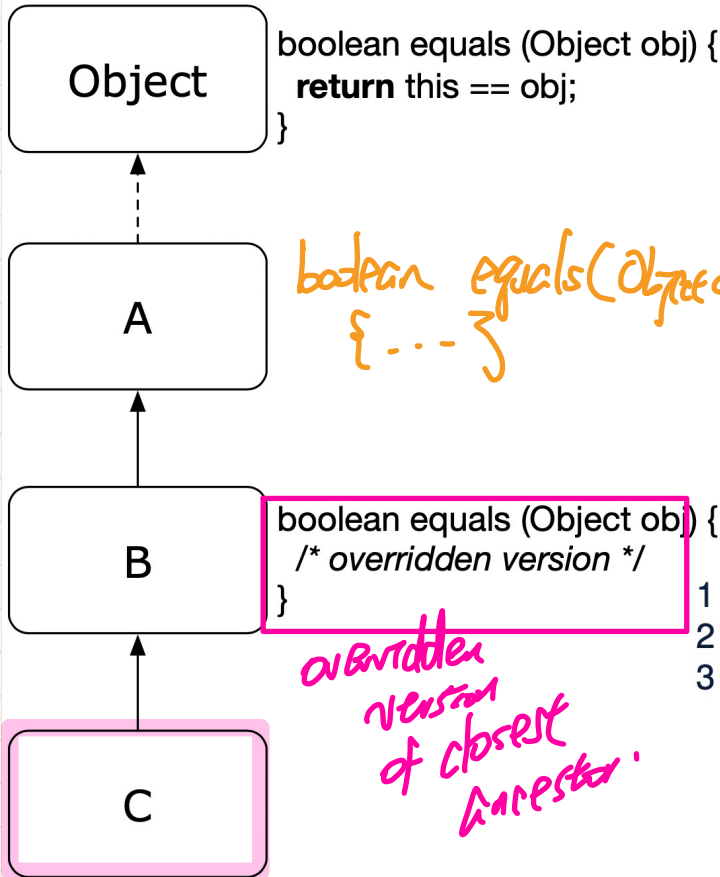 Object
boolean equals (Object obj) {
return this == obj;
}
A
boolean equals(Object
{ ... }
B
boolean equals (Object obj) {
/* overridden version */
}
1
2
3
overridden
version
of closest
ancestor.
C